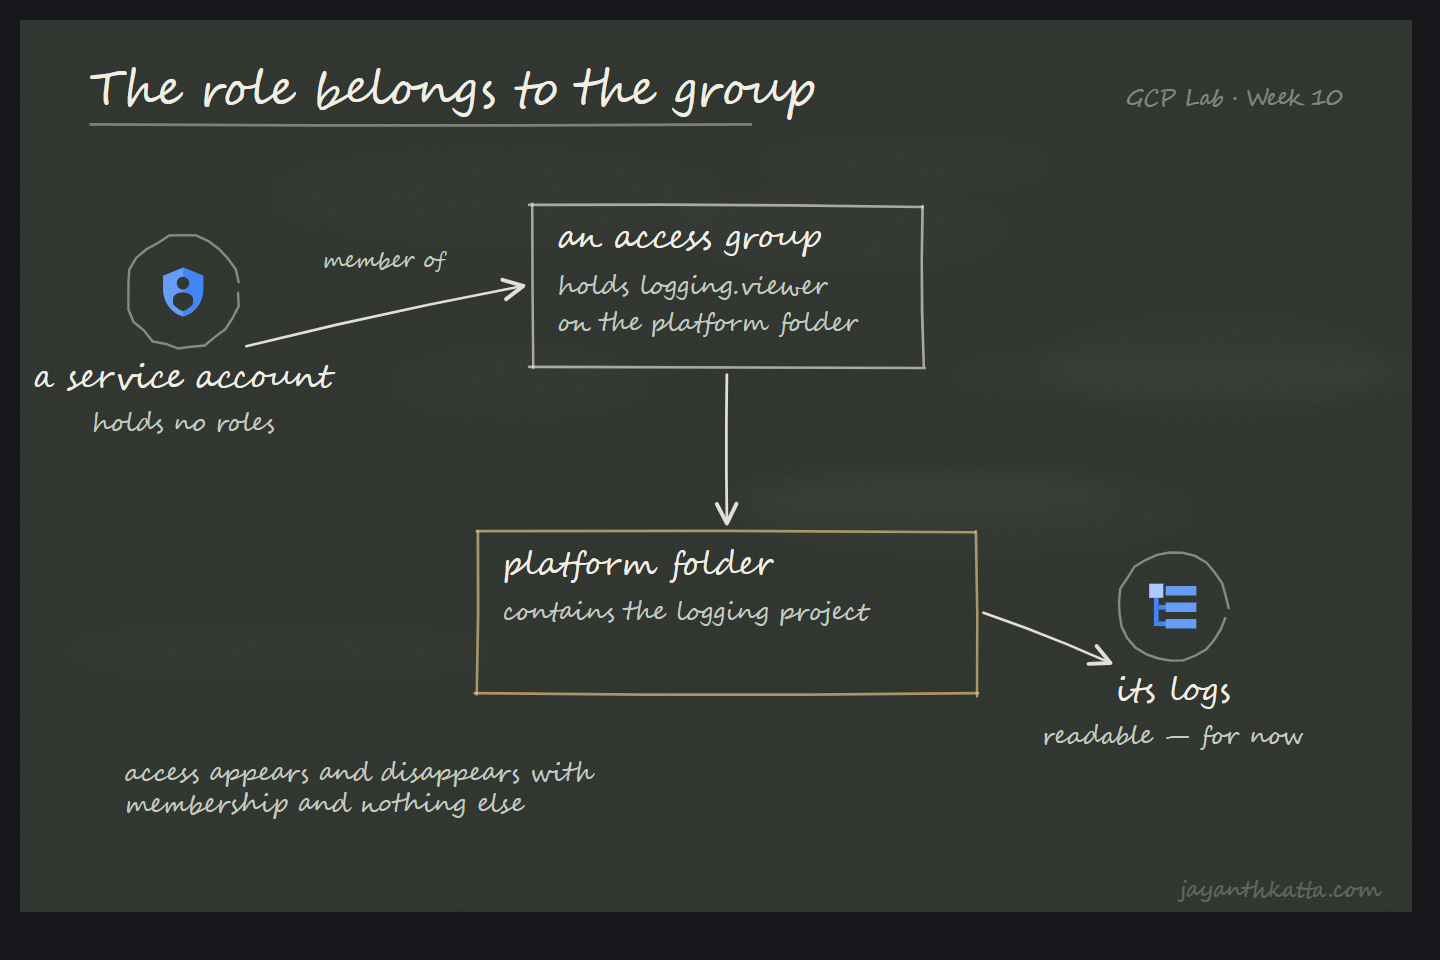 The role belongs to the group
GCP Lab · Week 10
member of
an access group
holds logging.viewer
on the platform folder
a service account
holds no roles
platform folder
contains the logging project
its logs
readable — for now
access appears and disappears with
membership and nothing else
jayanthkatta.com